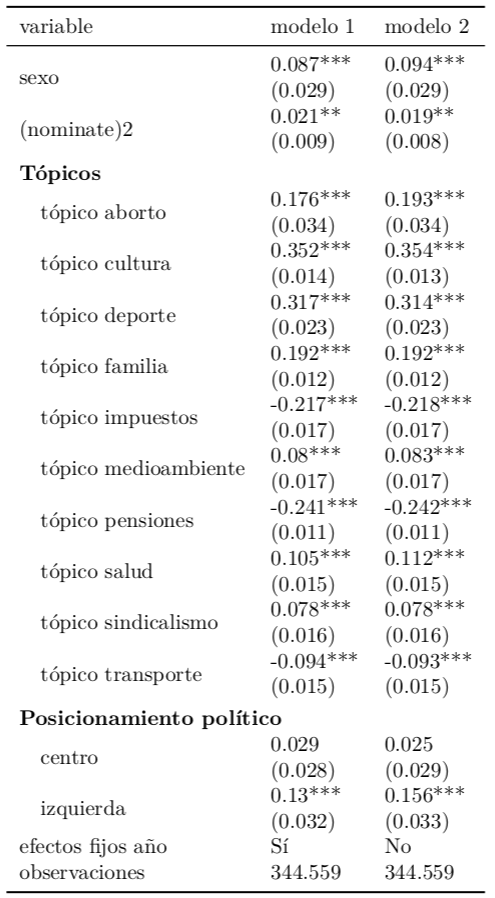 variable modelo 1 modelo 2
sexo 0.087*** 0.094***
(0.029) (0.029)
(nominate)2 0.021** 0.019**
(0.009) (0.008)
Tópicos
tópico aborto 0.176*** 0.193***
(0.034) (0.034)
tópico cultura 0.352*** 0.354***
(0.014) (0.013)
tópico deporte 0.317*** 0.314***
(0.023) (0.023)
tópico familia 0.192*** 0.192***
(0.012) (0.012)
tópico impuestos -0.217*** -0.218***
(0.017) (0.017)
tópico medioambiente 0.08*** 0.083***
(0.017) (0.017)
tópico pensiones -0.241*** -0.242***
(0.011) (0.011)
tópico salud 0.105*** 0.112***
(0.015) (0.015)
tópico sindicalismo 0.078*** 0.078***
(0.016) (0.016)
tópico transporte -0.094*** -0.093***
(0.015) (0.015)
Posicionamiento político
centro 0.029 0.025
(0.028) (0.029)
izquierda 0.13*** 0.156***
(0.032) (0.033)
efectos fijos año Sí No
observaciones 344.559 344.559